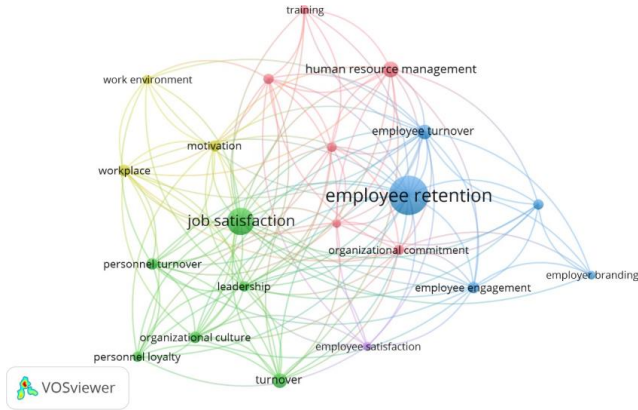 training
human resource management
work environment
employee turnover
motivation
workplace
employee retention
job satisfaction
organizational commitment
personnel turnover
employer branding
leadership
employee engagement
organizational culture
employee satisfaction
personnel loyalty
turnover
VOSviewer